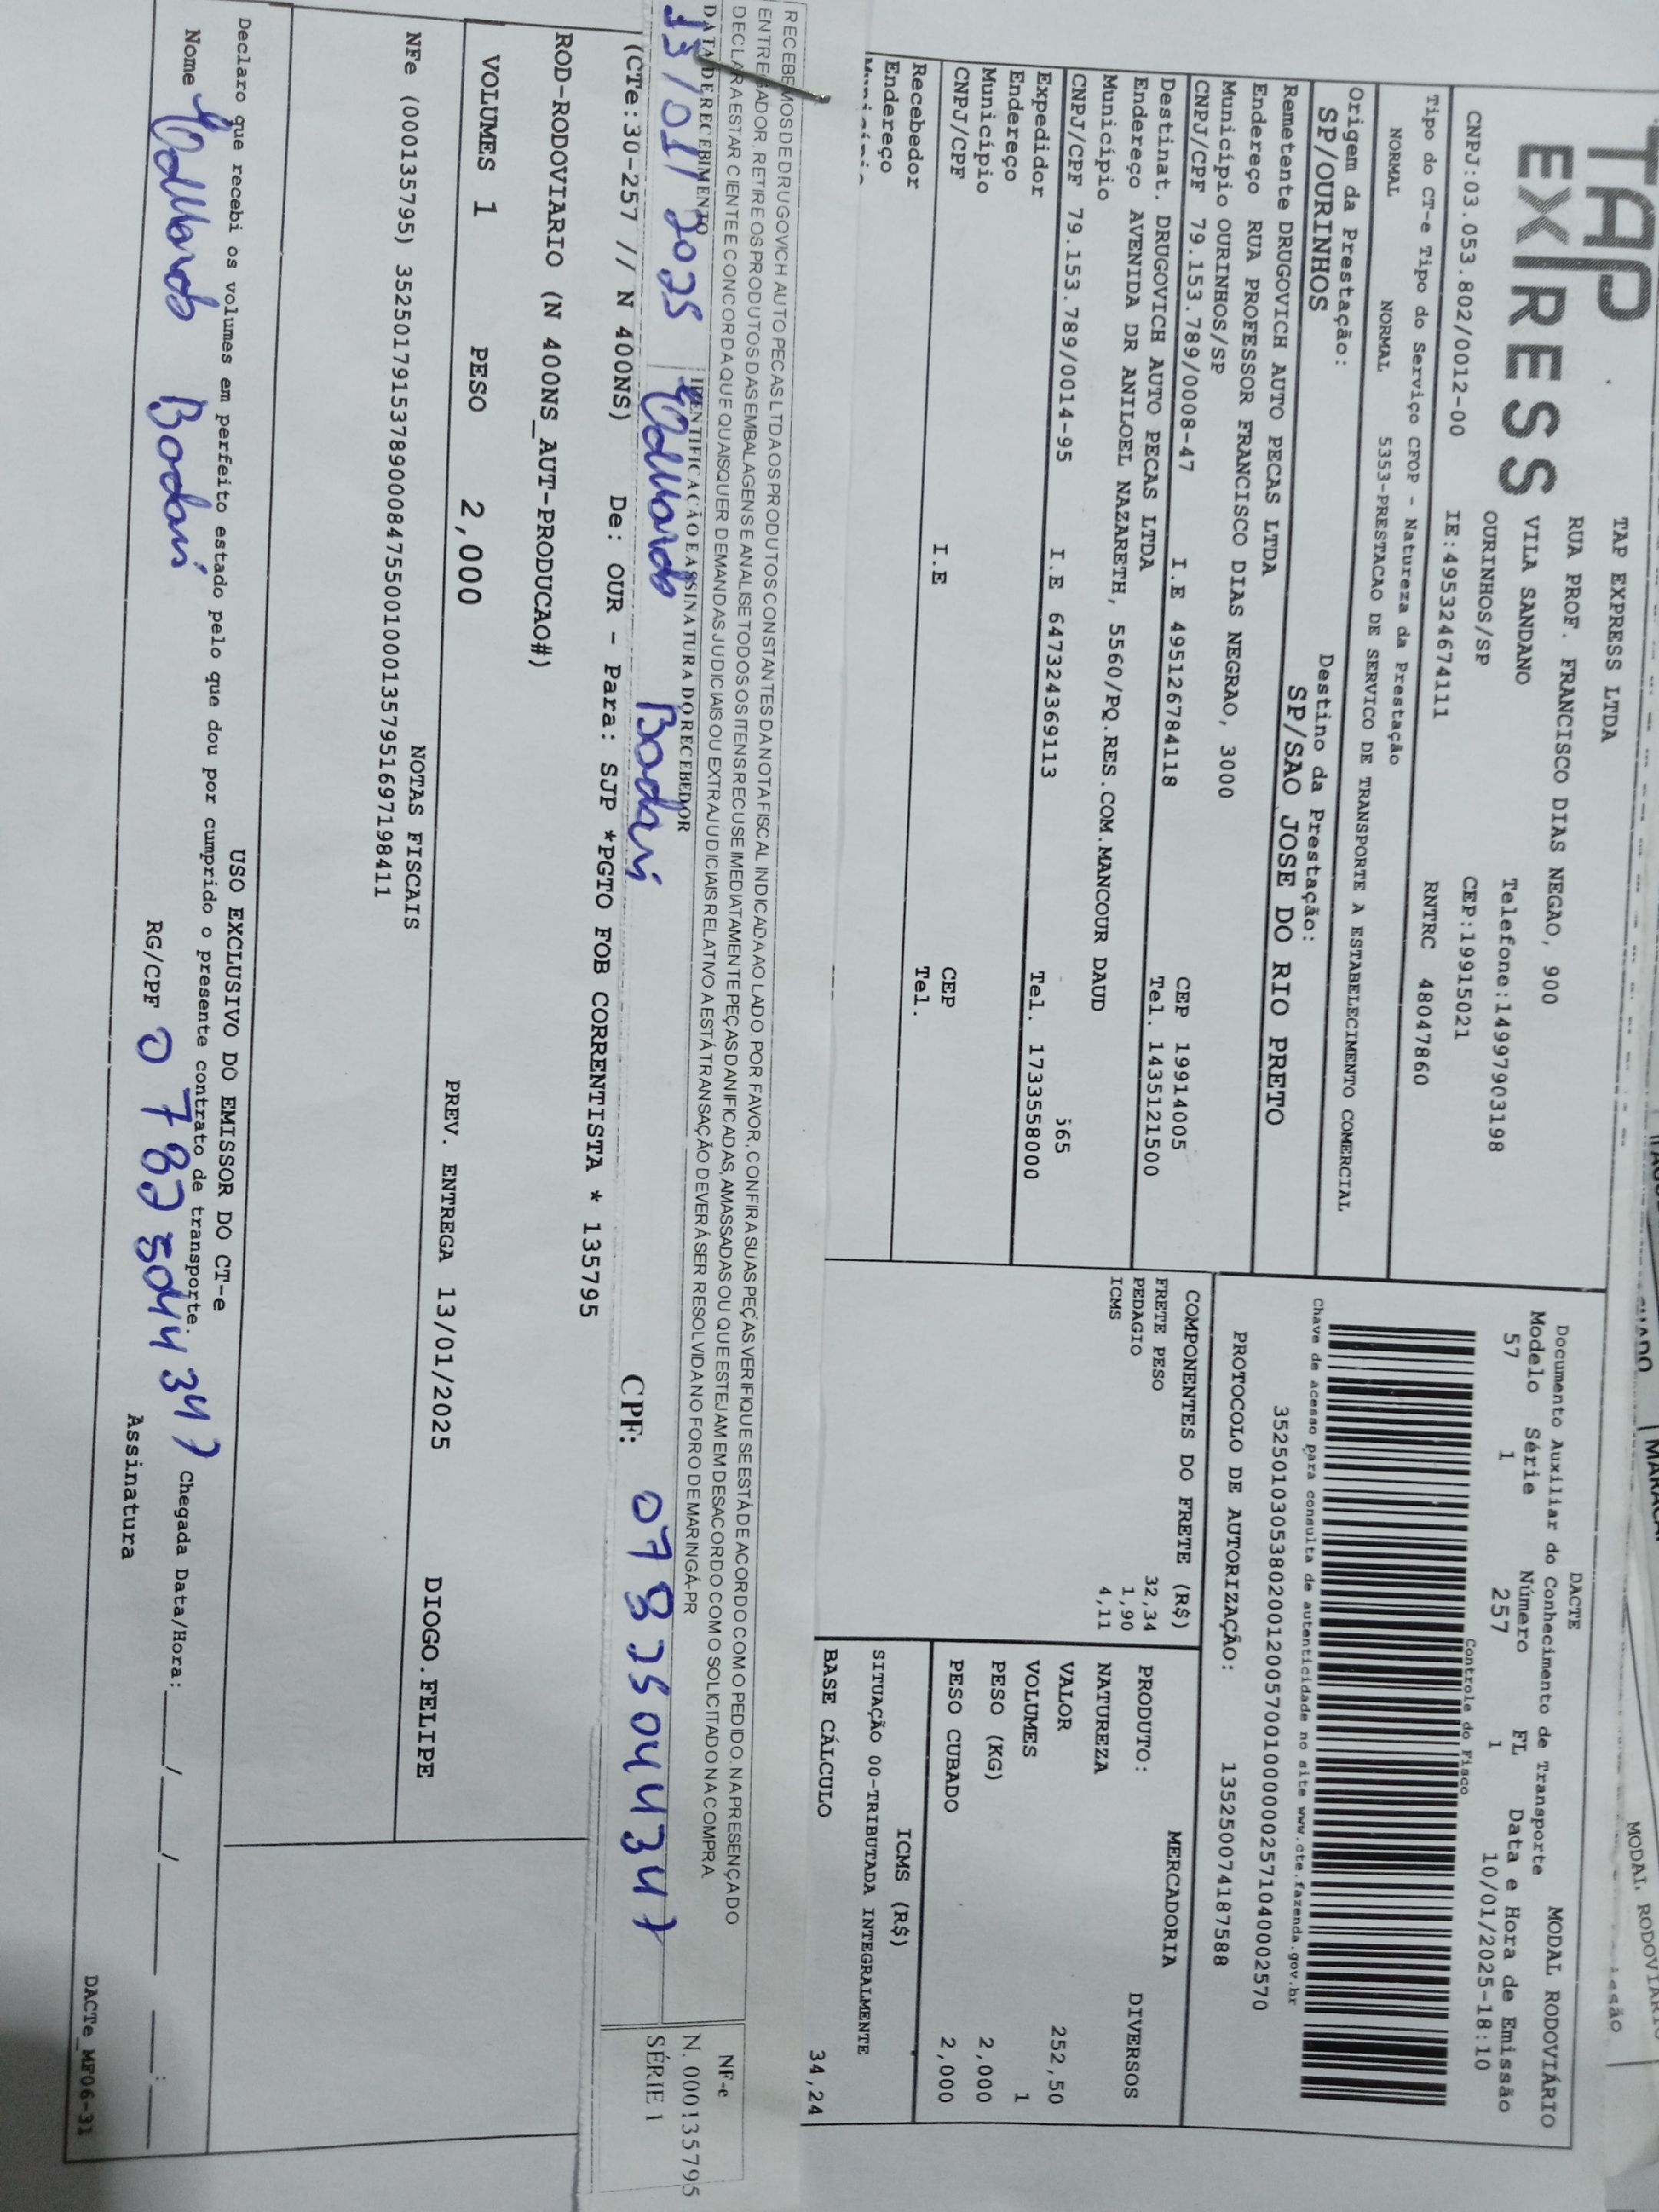 TAP
EXPRESS
TAP EXPRESS LTDA
RUA PROF. FRANCISCO DIAS NEGAO, 900
VILA SANDANO Telefone:14997903198
OURINHOS/SP CEP:19915021
CNPJ:03.053.802/0012-00 IE:495324674111 RNTRC 48047860
Tipo do CT-e Tipo do Serviço CFOP - Natureza da Prestação
NORMAL NORMAL 5353-PRESTACAO DE SERVICO DE TRANSPORTE A ESTABELECIMENTO COMERCIAL
Origem da Prestação: Destino da Prestação:
SP/OURINHOS SP/SAO JOSE DO RIO PRETO
Remetente DRUGOVICH AUTO PECAS LTDA
Endereço RUA PROFESSOR FRANCISCO DIAS NEGRAO, 3000
Município OURINHOS/SP CEP 19914005
CNPJ/CPF 79.153.789/0008-47 I.E 495126784118 Tel. 1435121500
Destinat. DRUGOVICH AUTO PECAS LTDA
Endereço AVENIDA DR ANILOEL NAZARETH, 5560/PQ.RES.COM.MANCOUR DAUD
Município 565
CNPJ/CPF 79.153.789/0014-95 I.E 647324369113 Tel. 1733558000
Expedidor
Endereço
Município CEP
CNPJ/CPF I.E Tel.
Recebedor
Endereço
Município
DACTE
Documento Auxiliar do Conhecimento de Transporte MODAL RODOVIÁRIO
Modelo Série Número FL Data e Hora de Emissão
57 1 257 1 10/01/2025-18:10
Controle do Fisco
Chave de acesso para consulta de autenticidade no site www.cte.fazenda.gov.br
35250103053802001200570010000002571040002570
PROTOCOLO DE AUTORIZAÇÃO: 135250074187588
COMPONENTES DO FRETE (R$)
FRETE PESO 32,34
PEDAGIO 1,90
ICMS 4,11
MERCADORIA
PRODUTO: DIVERSOS
NATUREZA
VALOR 252,50
VOLUMES 1
PESO (KG) 2,000
PESO CUBADO 2,000
ICMS (R$)
SITUAÇÃO 00-TRIBUTADA INTEGRALMENTE
BASE CÁLCULO 34,24
RECEBEMOS DE DRUGOVICH AUTO PECAS LTDA OS PRODUTOS CONSTANTES DA NOTA FISCAL INDICADA AO LADO. POR FAVOR, CONFIRA SUAS PEÇAS VERIFIQUE SE ESTÁ DE ACORDO COM O PEDIDO, NA PRESENÇA DO
ENTREGADOR. RETIRE OS PRODUTOS DAS EMBALAGENS E ANALISE TODOS OS ITENS RECUSE IMEDIATAMENTE PEÇAS DANIFICADAS, AMASSADAS OU QUE ESTEJAM EM DESACORDO COM O SOLICITADO NA COMPRA
DECLARA ESTAR CIENTE E CONCORDA QUE QUAISQUER DEMANDAS JUDICIAIS OU EXTRAJUDICIAIS RELATIVO A ESTÁ TRANSAÇÃO DEVERÁ SER RESOLVIDA NO FORO DE MARINGÁ-PR
DATA DE RECEBIMENTO IDENTIFICAÇÃO E ASSINATURA DO RECEBEDOR
13/01/2025 Bodani CPF: 07825044347
NF-e
N. 000135795
SÉRIE 1
(CTe:30-257 // N 400NS) De: OUR - Para: SJP *PGTO FOB CORRENTISTA * 135795
ROD-RODOVIARIO (N 400NS_AUT-PRODUCAO#)
VOLUMES 1 PESO 2,000 PREV. ENTREGA 13/01/2025 DIOGO.FELIPE
NOTAS FISCAIS
NFe (000135795) 35250179153789000847550010001357951697198411
USO EXCLUSIVO DO EMISSOR DO CT-e
Declaro que recebi os volumes em perfeito estado pelo que dou por cumprido o presente contrato de transporte.
Nome Bodani RG/CPF 07825044347 Chegada Data/Hora:____/____/______ ___:___
Assinatura
DACTe_MF06-31